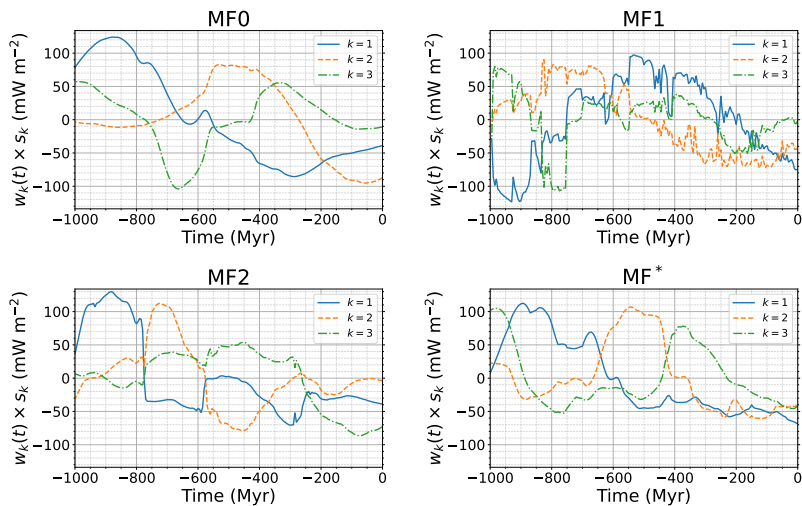 MF0
w_k(t) × s_k (mW m⁻²)
100
50
0
−50
−100
k = 1
k = 2
k = 3
−1000 −800 −600 −400 −200 0
Time (Myr)
MF1
w_k(t) × s_k (mW m⁻²)
100
50
0
−50
−100
k = 1
k = 2
k = 3
−1000 −800 −600 −400 −200 0
Time (Myr)
MF2
w_k(t) × s_k (mW m⁻²)
100
50
0
−50
−100
k = 1
k = 2
k = 3
−1000 −800 −600 −400 −200 0
Time (Myr)
MF*
w_k(t) × s_k (mW m⁻²)
100
50
0
−50
−100
k = 1
k = 2
k = 3
−1000 −800 −600 −400 −200 0
Time (Myr)